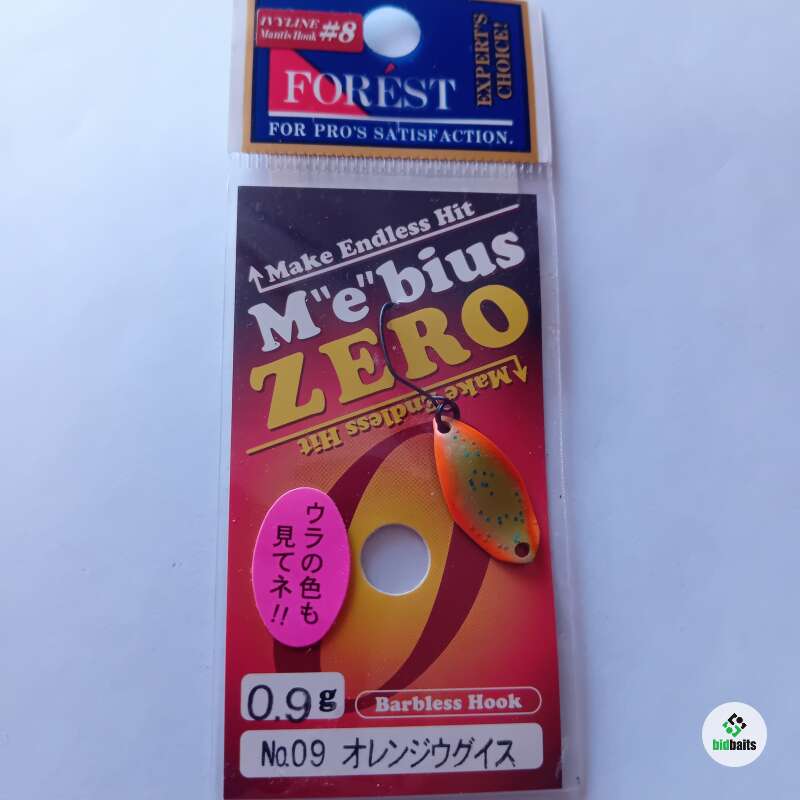 IVYLINE
Mantis Hook #8
FORÉST
EXPERT'S
CHOICE!
FOR PRO'S SATISFACTION.
Make Endless Hit
M"e"bius
ZERO
Make Endless Hit
ウラの色も
見てネ!!
0.9g
Barbless Hook
No.09 オレンジウグイス
bidbaits